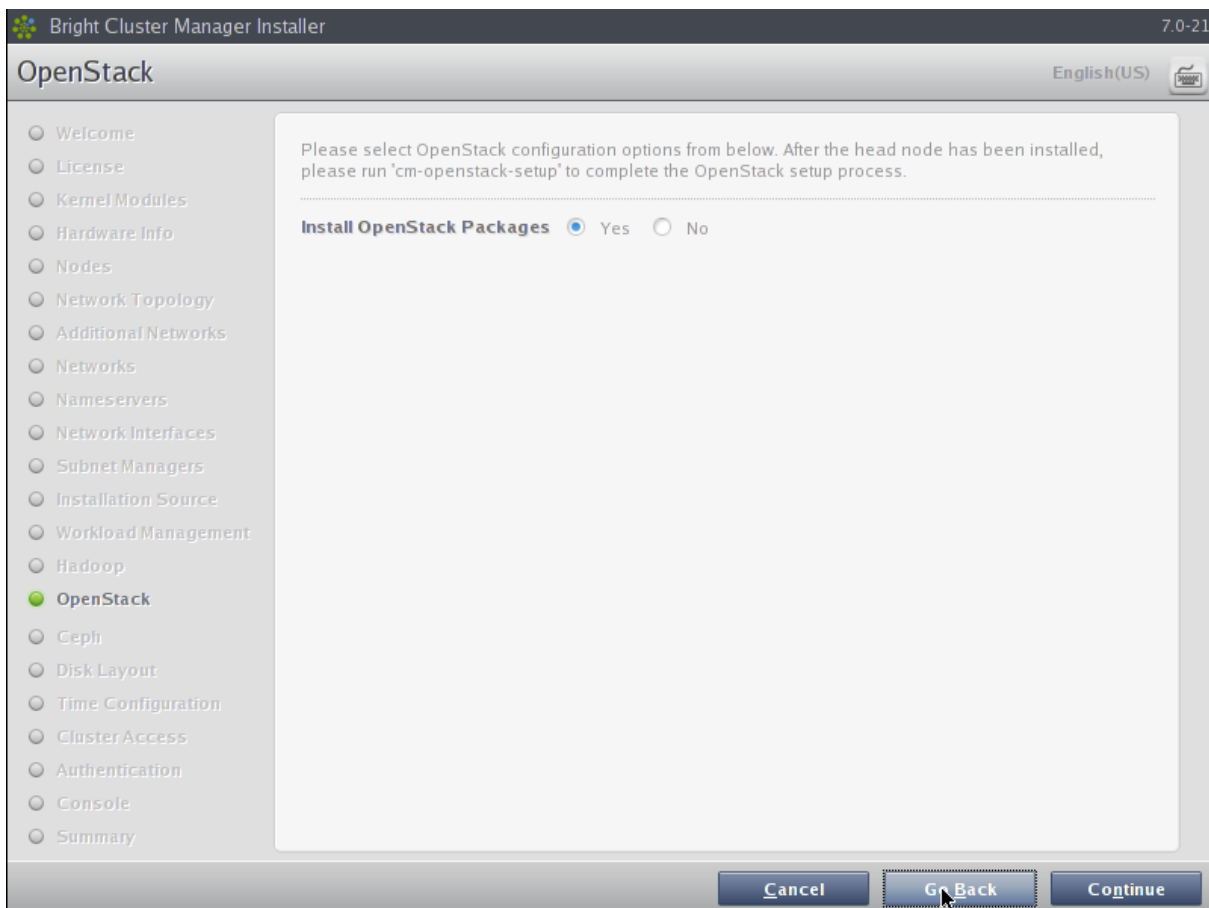 Bright Cluster Manager Installer 7.0-21
OpenStack English(US)
Welcome
License
Kernel Modules
Hardware Info
Nodes
Network Topology
Additional Networks
Networks
Nameservers
Network Interfaces
Subnet Managers
Installation Source
Workload Management
Hadoop
OpenStack
Ceph
Disk Layout
Time Configuration
Cluster Access
Authentication
Console
Summary
Please select OpenStack configuration options from below. After the head node has been installed,
please run 'cm-openstack-setup' to complete the OpenStack setup process.
Install OpenStack Packages Yes No
Cancel Go Back Continue